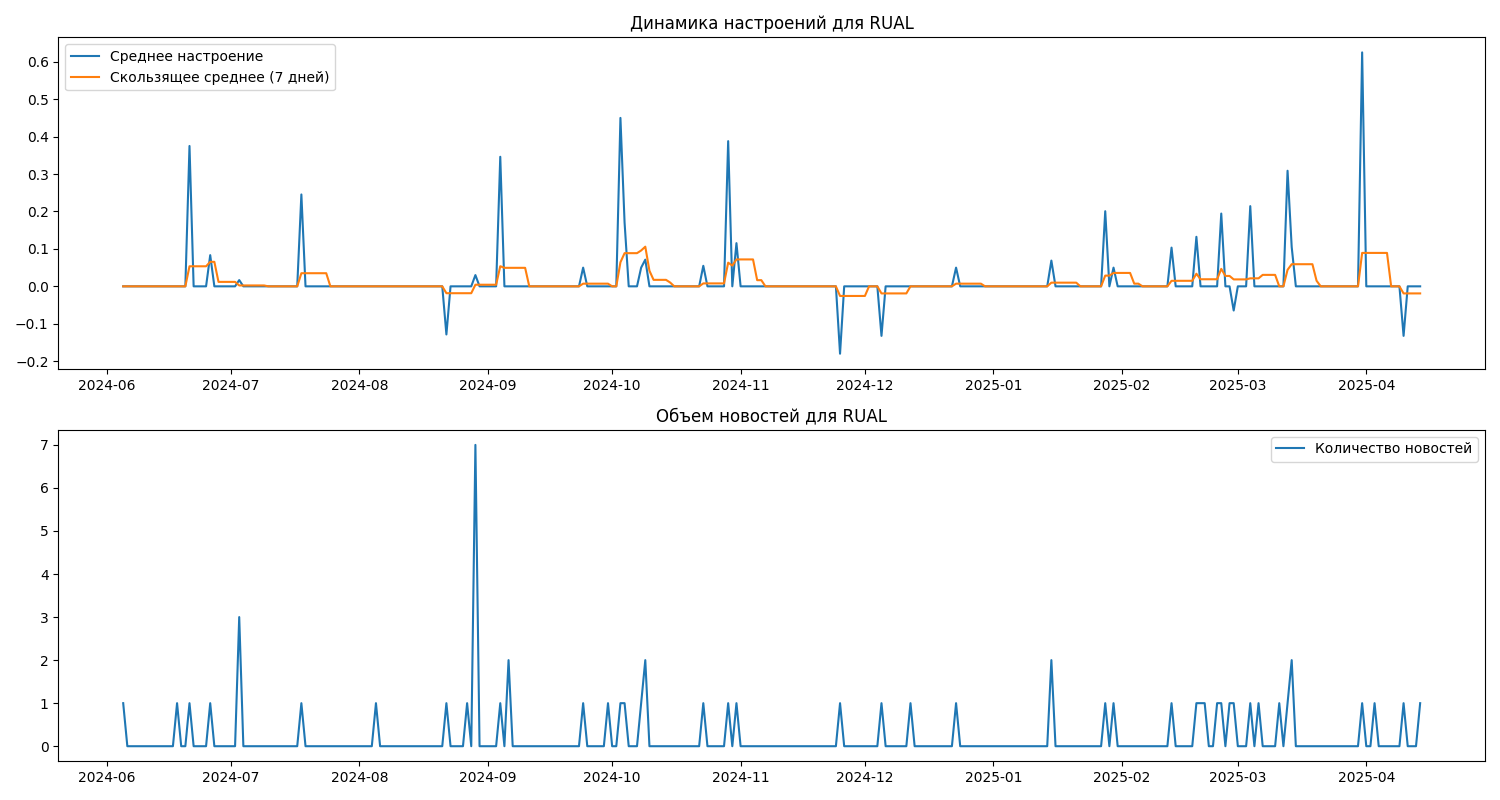 Динамика настроений для RUAL
Среднее настроение
Скользящее среднее (7 дней)
0.6
0.5
0.4
0.3
0.2
0.1
0.0
−0.1
−0.2
2024-06 2024-07 2024-08 2024-09 2024-10 2024-11 2024-12 2025-01 2025-02 2025-03 2025-04
Объем новостей для RUAL
Количество новостей
7
6
5
4
3
2
1
0
2024-06 2024-07 2024-08 2024-09 2024-10 2024-11 2024-12 2025-01 2025-02 2025-03 2025-04